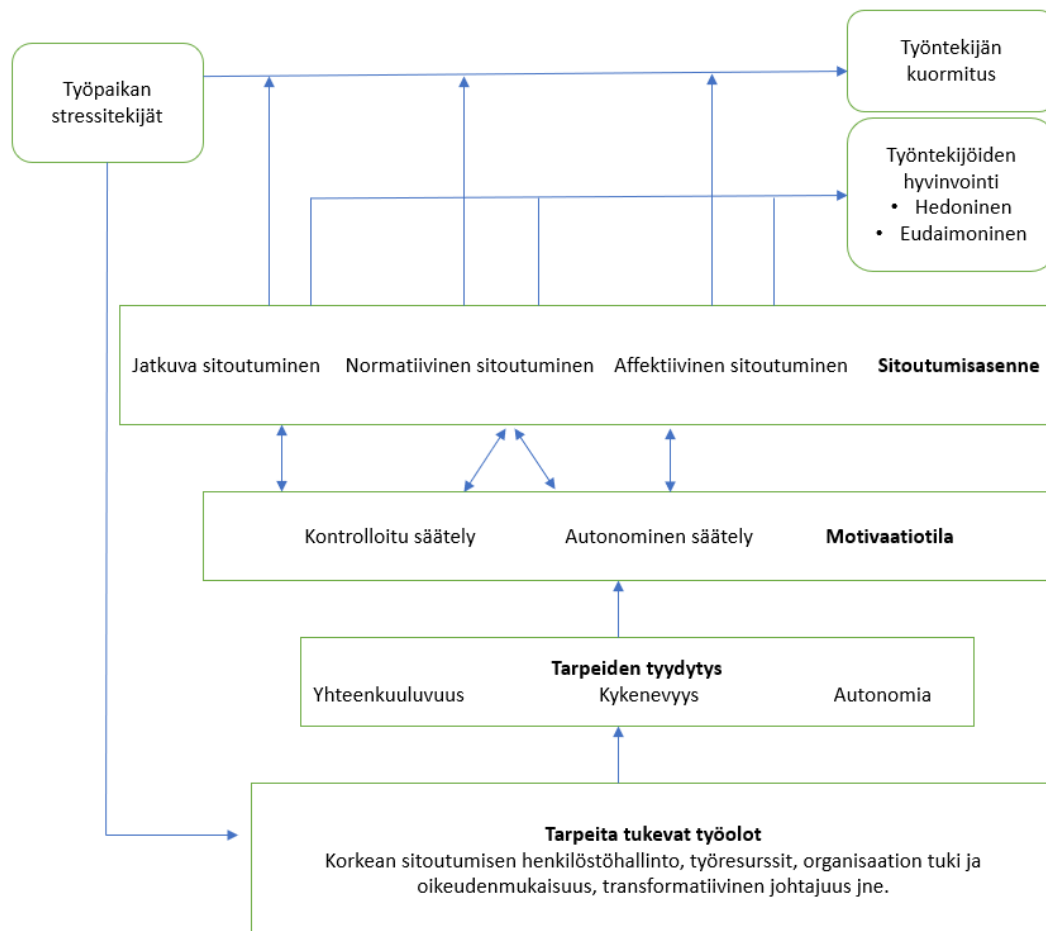 Työpaikan
stressitekijät
Työntekijän
kuormitus
Työntekijöiden
hyvinvointi
• Hedoninen
• Eudaimoninen
Jatkuva sitoutuminen Normatiivinen sitoutuminen Affektiivinen sitoutuminen Sitoutumisasenne
Kontrolloitu säätely Autonominen säätely Motivaatiotila
Tarpeiden tyydytys
Yhteenkuuluvuus Kykenevyys Autonomia
Tarpeita tukevat työolot
Korkean sitoutumisen henkilöstöhallinto, työresurssit, organisaation tuki ja
oikeudenmukaisuus, transformatiivinen johtajuus jne.